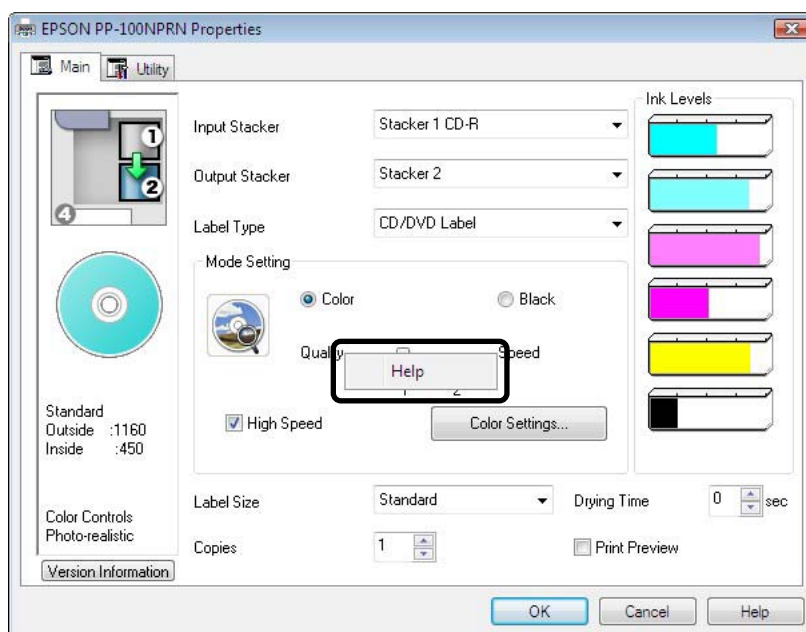 EPSON PP-100NPRN Properties
Main Utility
1
2
4
Standard
Outside :1160
Inside :450
Color Controls
Photo-realistic
Version Information
Input Stacker Stacker 1 CD-R
Output Stacker Stacker 2
Label Type CD/DVD Label
Mode Setting
Color Black
Quality Speed
Help
1 2
High Speed Color Settings...
Label Size Standard Drying Time 0 sec
Copies 1 Print Preview
Ink Levels
OK Cancel Help